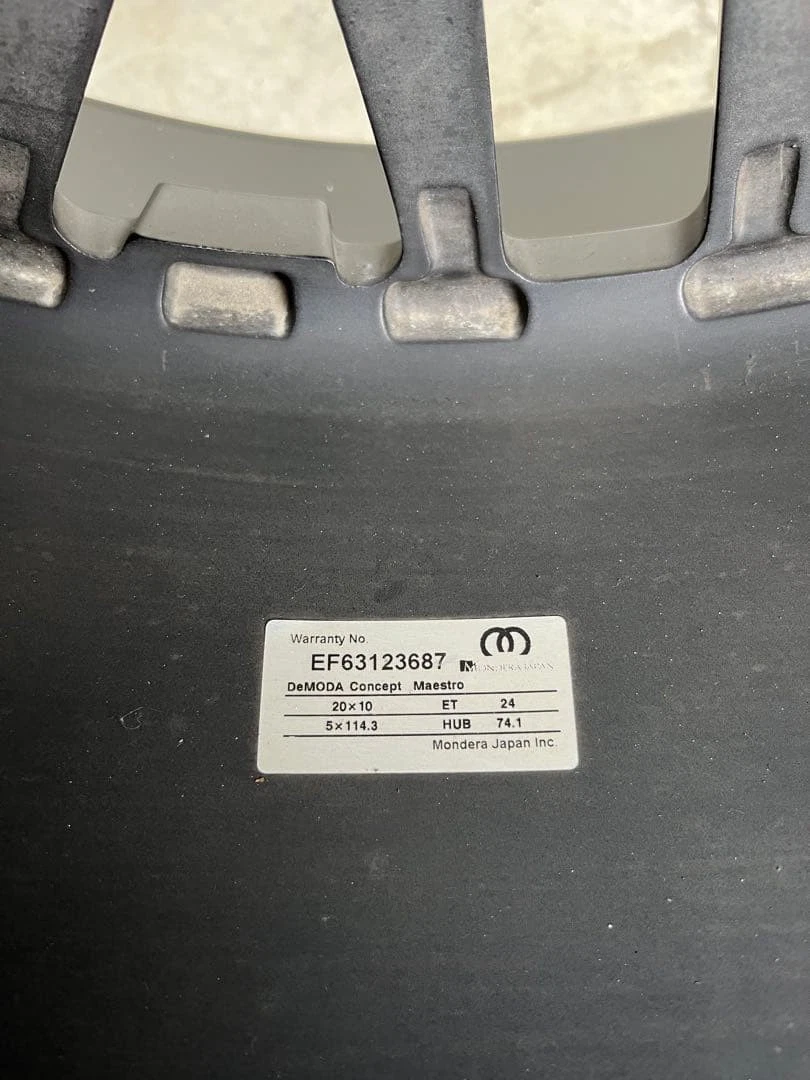 Warranty No.
EF63123687
MONDERA JAPAN
DeMODA Concept Maestro
20×10 ET 24
5×114.3 HUB 74.1
Mondera Japan Inc.